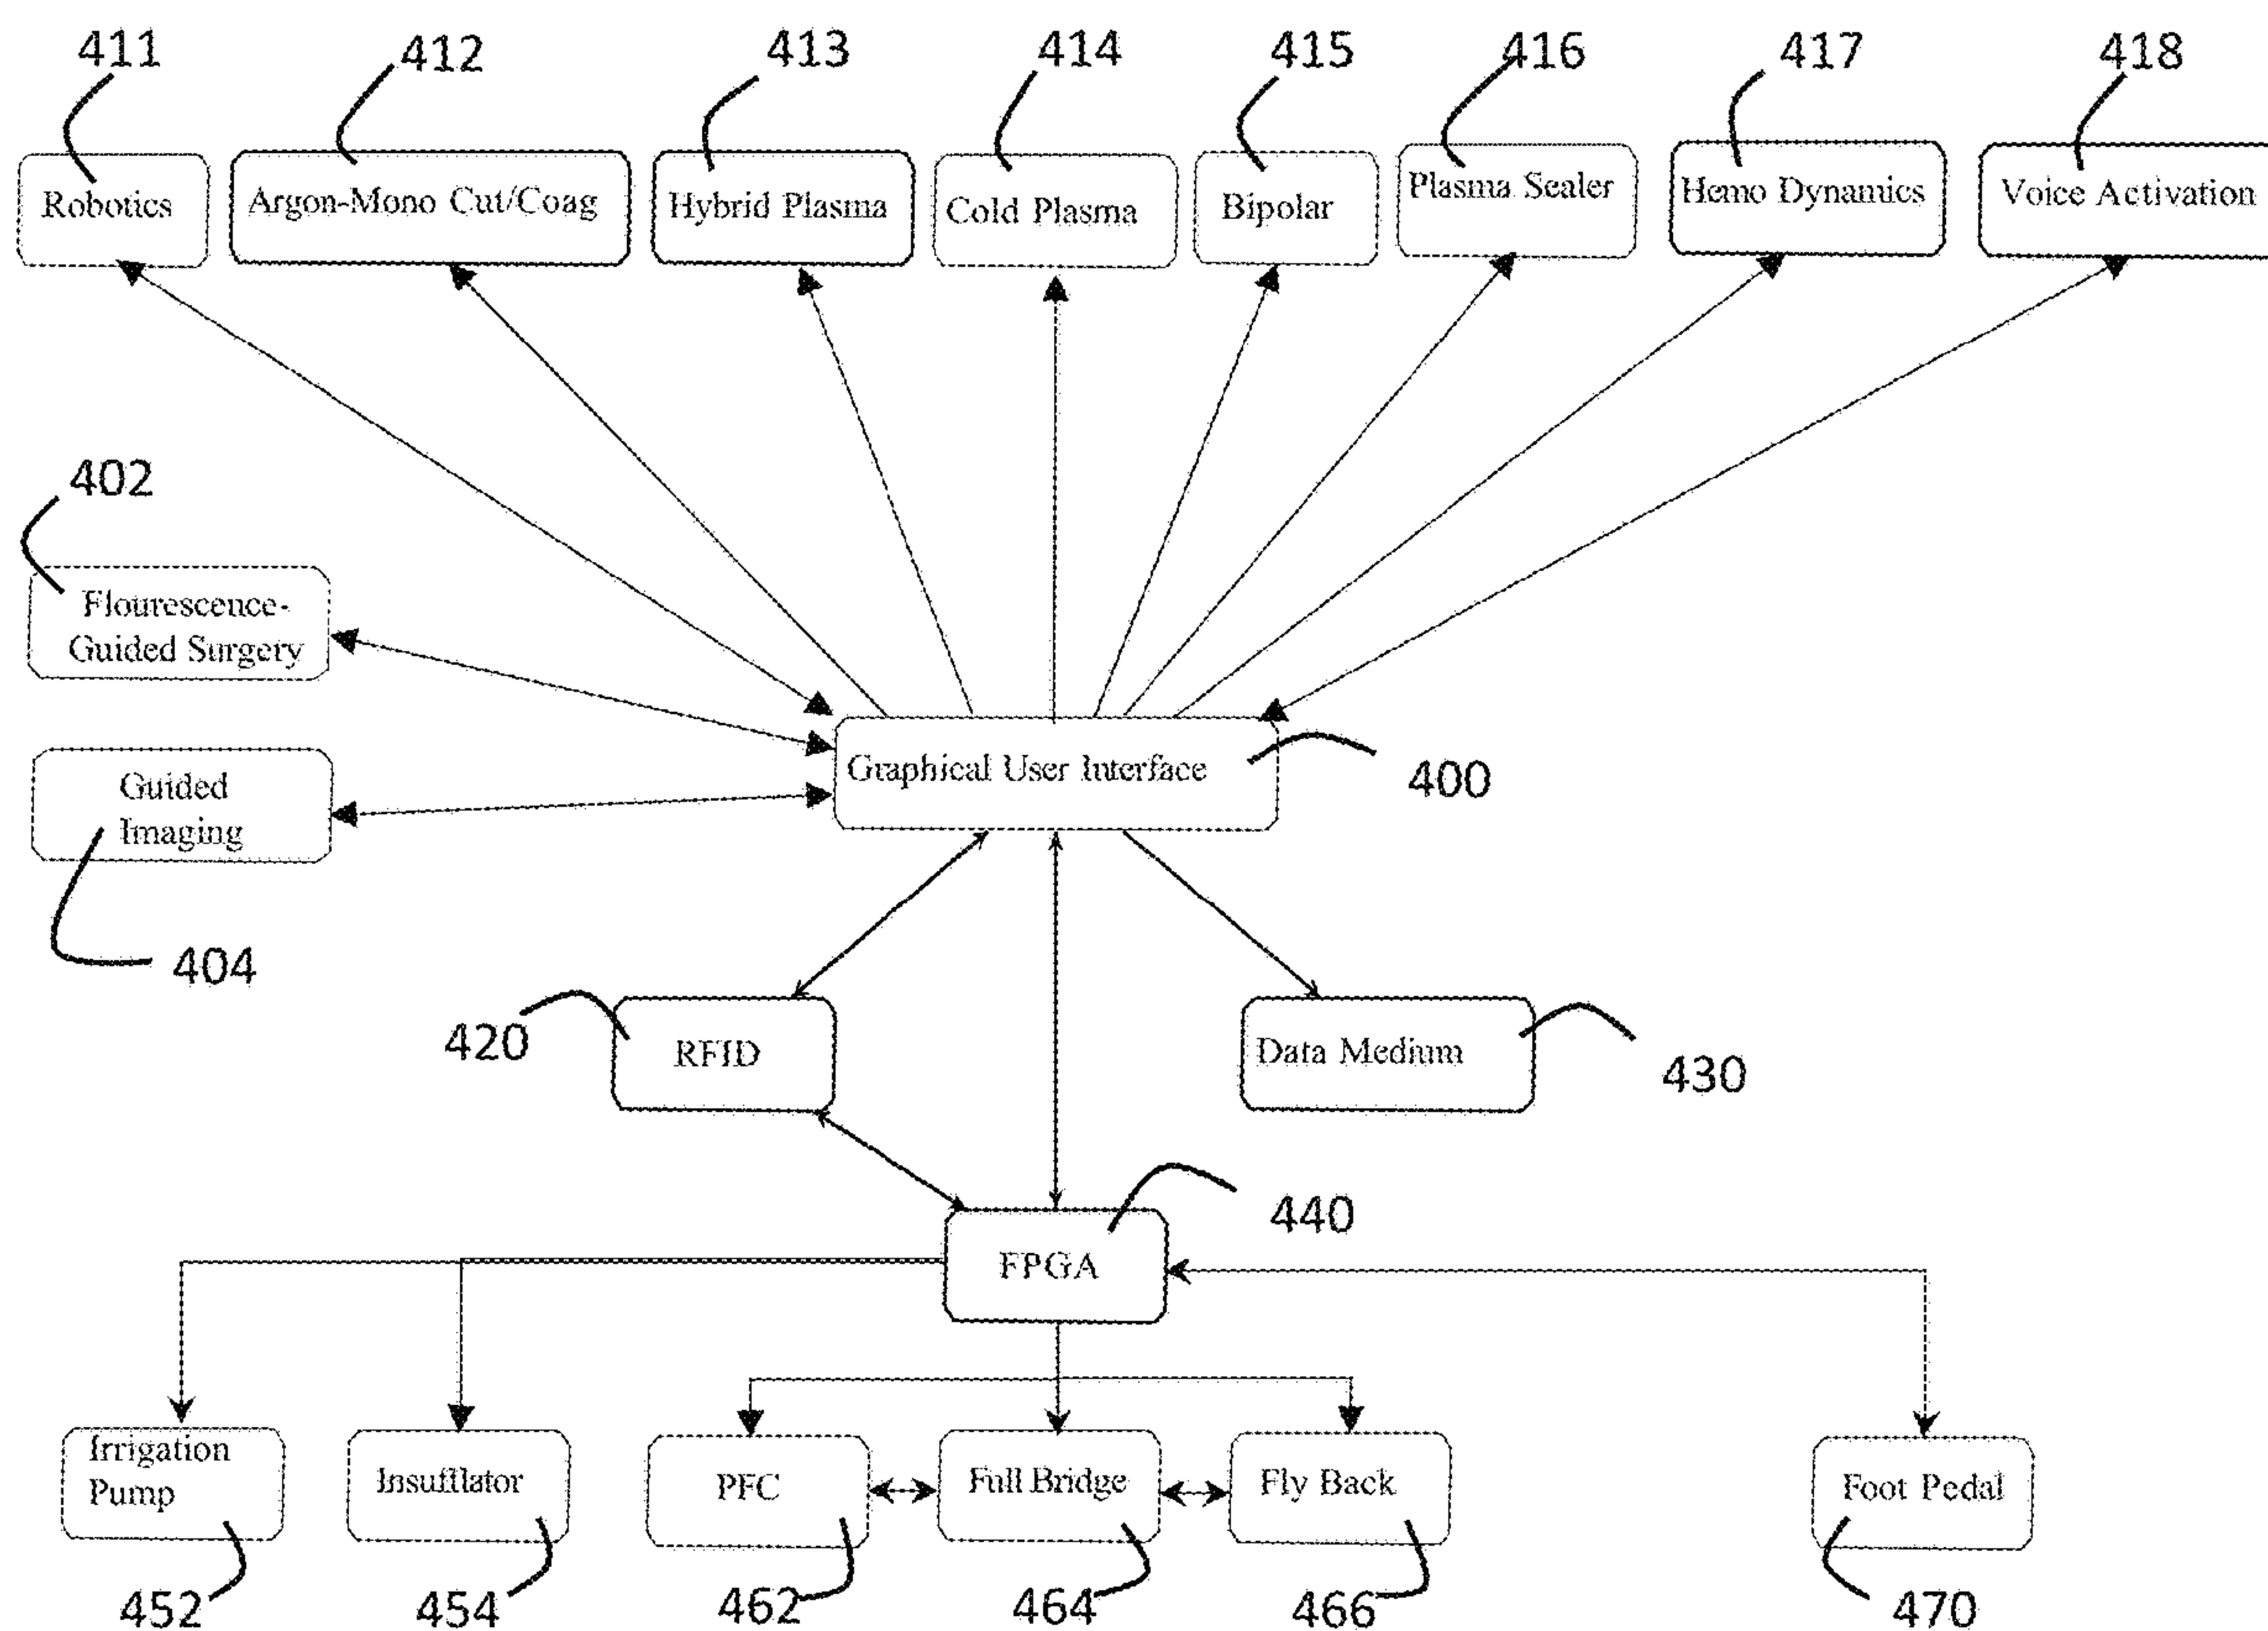 411
412
413
414
415
416
417
418
Robotics
Argon-Mono Cut/Coag
Hybrid Plasma
Cold Plasma
Bipolar
Plasma Sealer
Hemo Dynamics
Voice Activation
402
Flourescence-
Guided Surgery
Graphical User Interface
400
Guided
Imaging
404
420
RFID
Data Medium
430
440
FPGA
Irrigation
Pump
Insufflator
PFC
Full Bridge
Fly Back
Foot Pedal
452
454
462
464
466
470